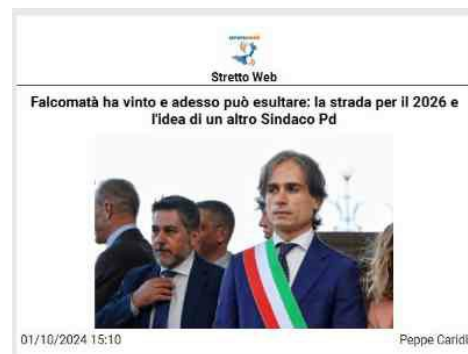 Stretto Web
Falcomatà ha vinto e adesso può esultare: la strada per il 2026 e
l'idea di un altro Sindaco Pd
01/10/2024 15:10
Peppe Caridi